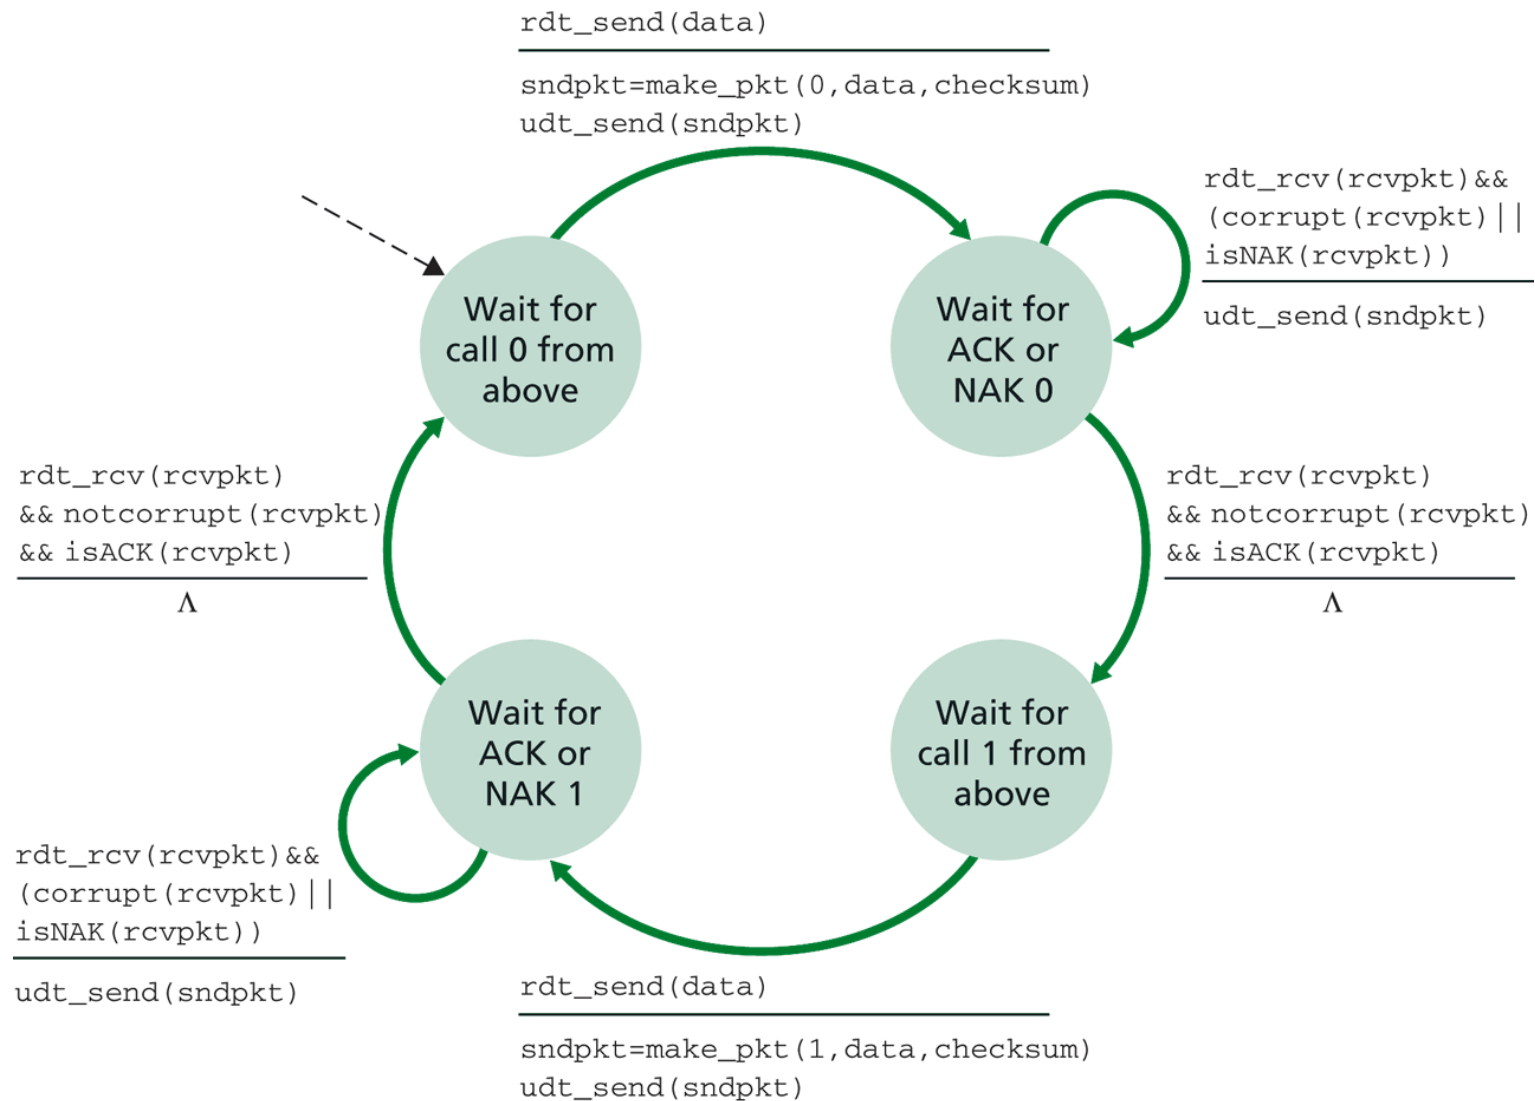 rdt_send(data)
sndpkt=make_pkt(0,data,checksum)
udt_send(sndpkt)
rdt_rcv(rcvpkt)&&
(corrupt(rcvpkt)||
isNAK(rcvpkt))
udt_send(sndpkt)
Wait for
call 0 from
above
Wait for
ACK or
NAK 0
rdt_rcv(rcvpkt)
&& notcorrupt(rcvpkt)
&& isACK(rcvpkt)
Λ
rdt_rcv(rcvpkt)
&& notcorrupt(rcvpkt)
&& isACK(rcvpkt)
Λ
Wait for
ACK or
NAK 1
Wait for
call 1 from
above
rdt_rcv(rcvpkt)&&
(corrupt(rcvpkt)||
isNAK(rcvpkt))
udt_send(sndpkt)
rdt_send(data)
sndpkt=make_pkt(1,data,checksum)
udt_send(sndpkt)